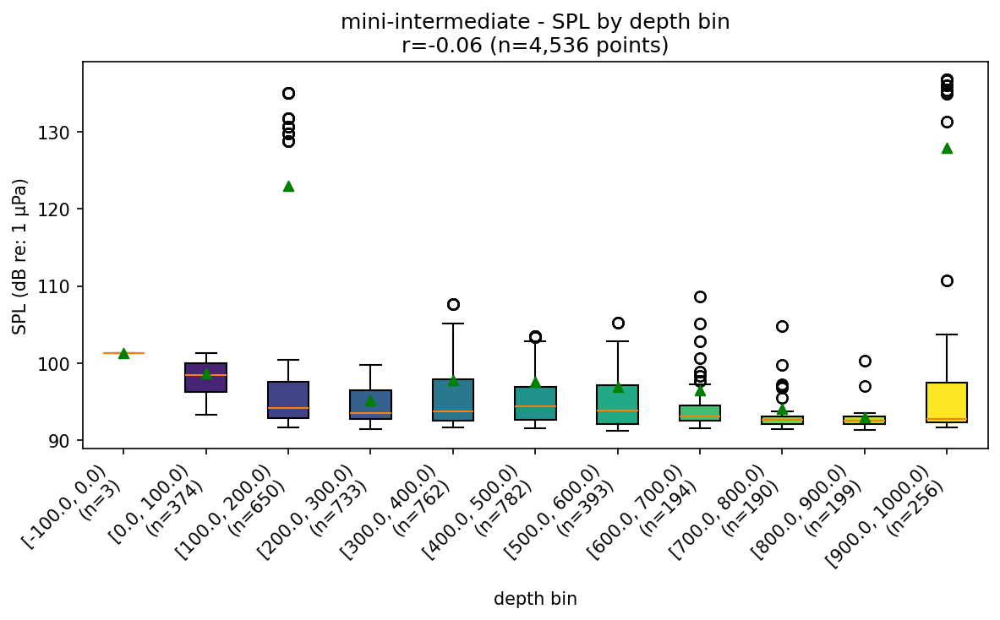 mini-intermediate - SPL by depth bin
r=-0.06 (n=4,536 points)
SPL (dB re: 1 µPa)
130
120
110
100
90
[-100.0, 0.0)
(n=3)
[0.0, 100.0)
(n=374)
[100.0, 200.0)
(n=650)
[200.0, 300.0)
(n=733)
[300.0, 400.0)
(n=762)
[400.0, 500.0)
(n=782)
[500.0, 600.0)
(n=393)
[600.0, 700.0)
(n=194)
[700.0, 800.0)
(n=190)
[800.0, 900.0)
(n=199)
[900.0, 1000.0)
(n=256)
depth bin